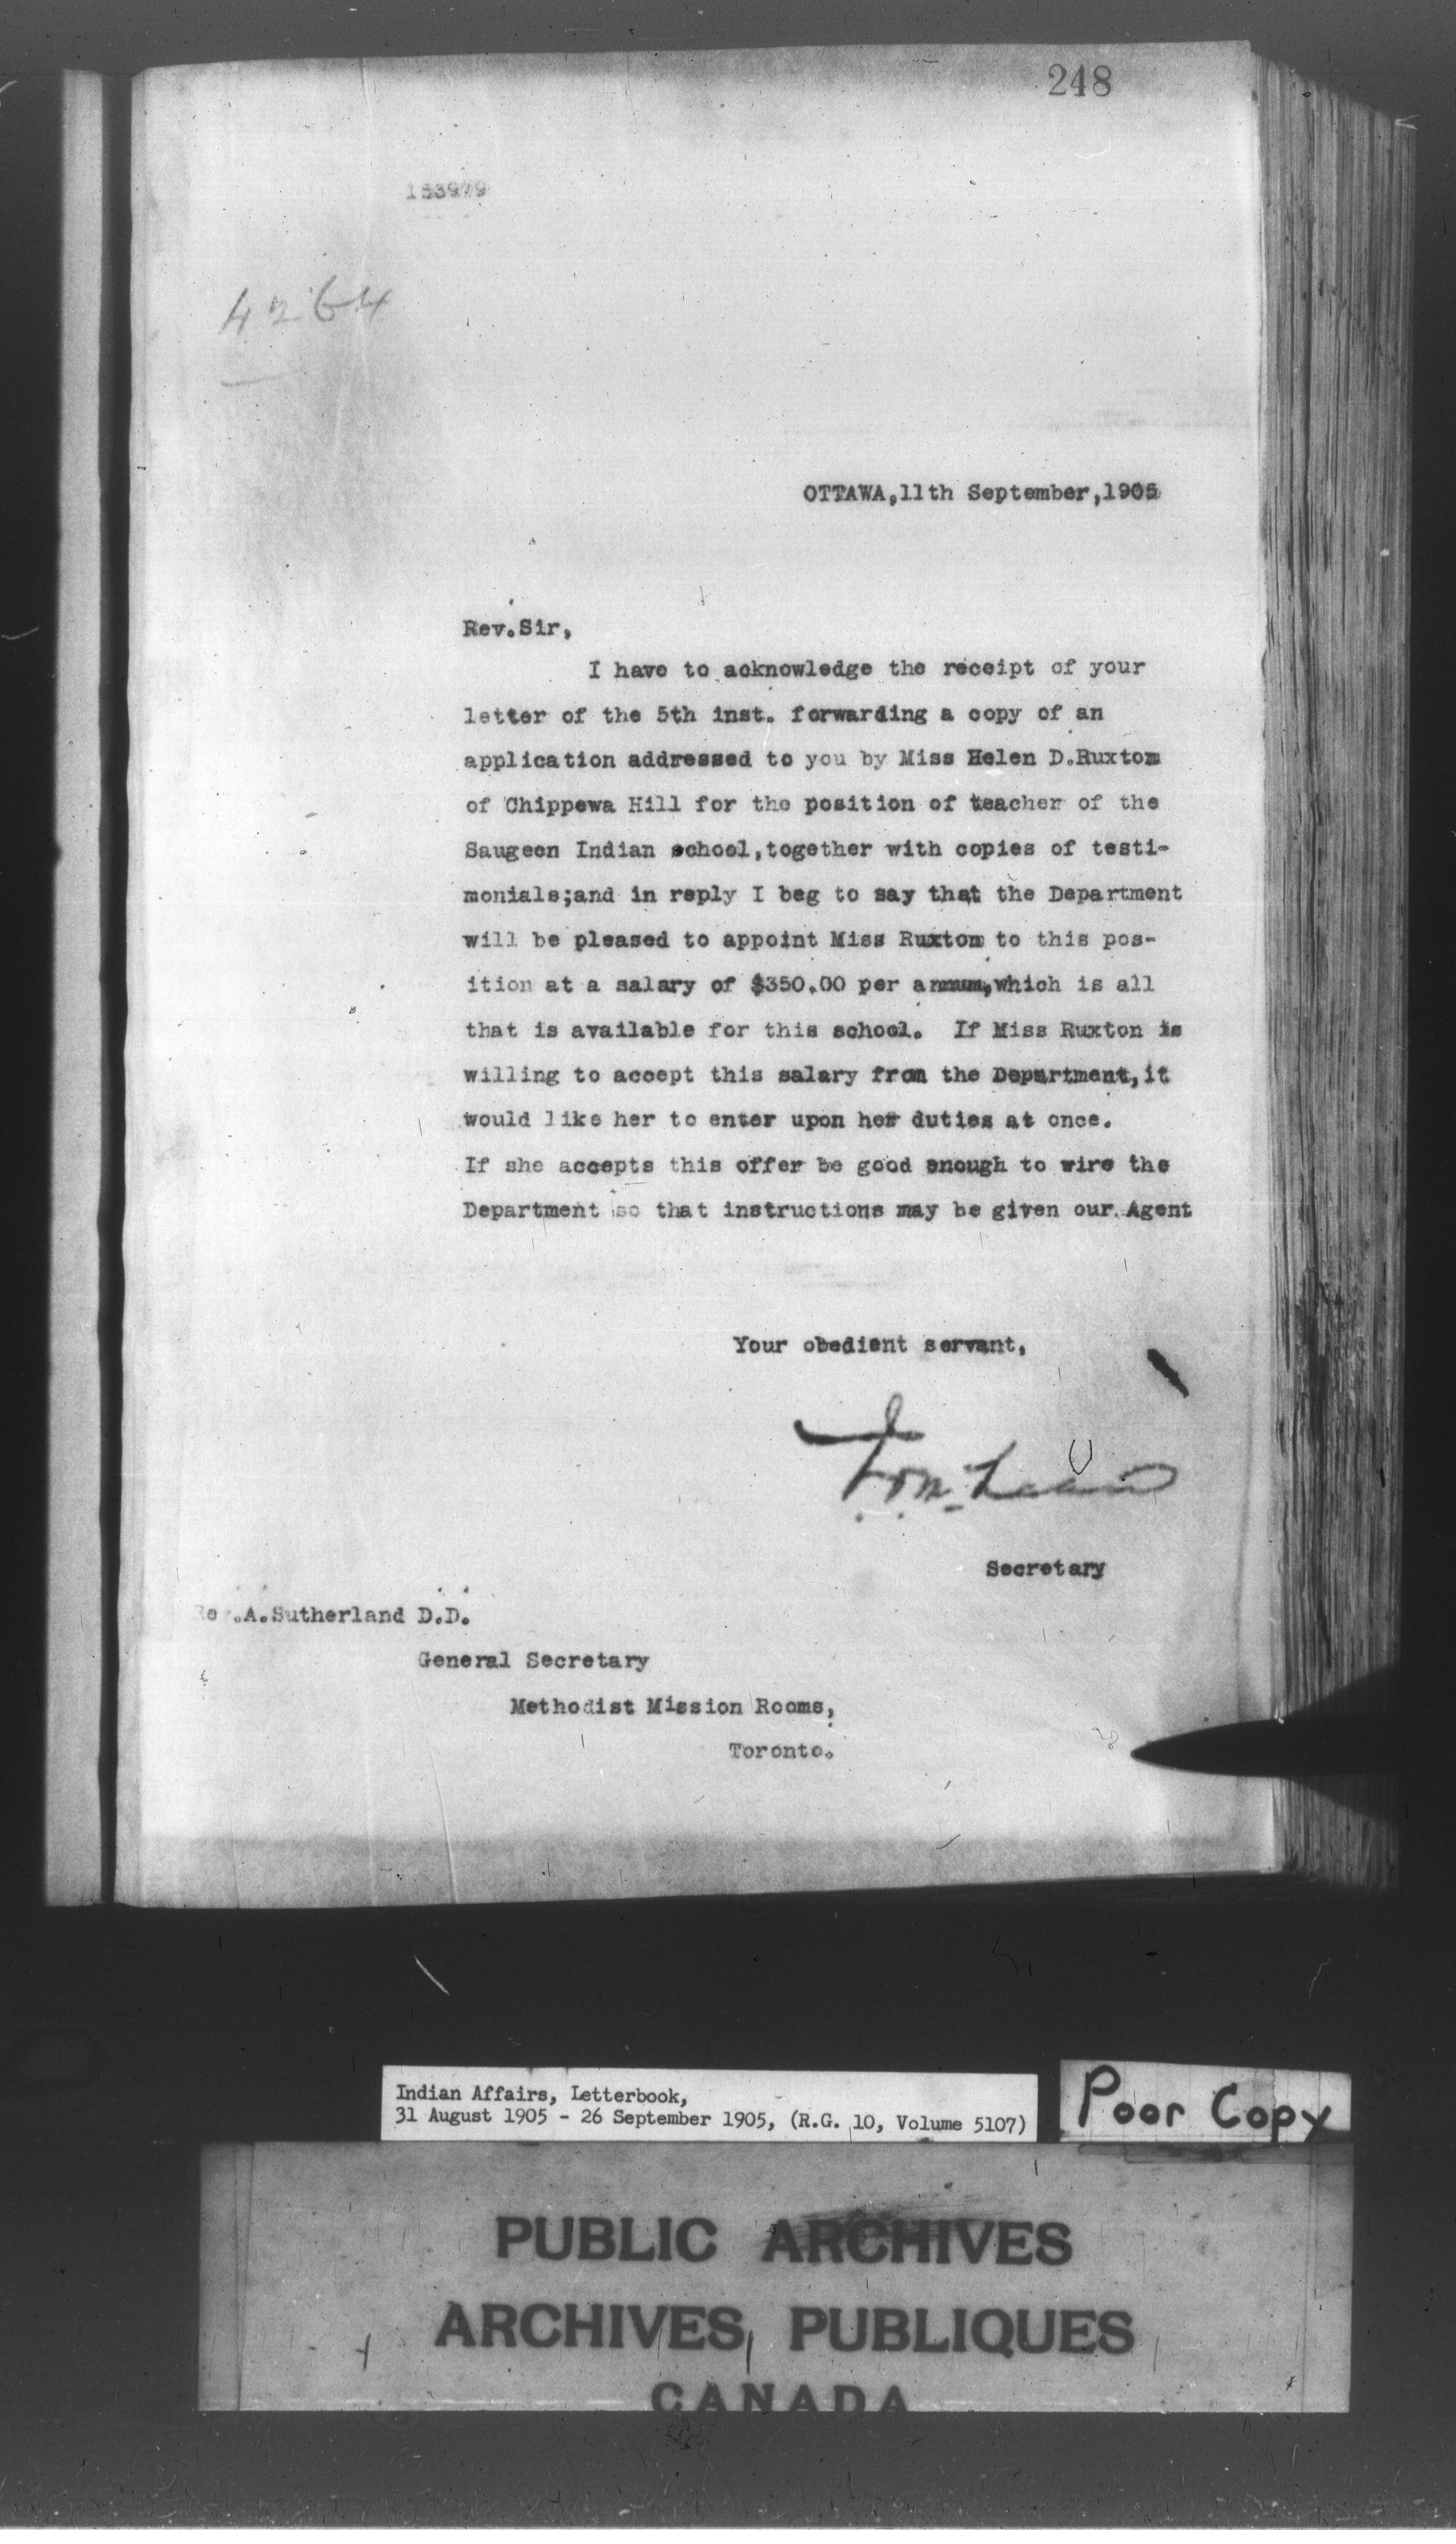 248
153979
4264
OTTAWA,11th September,1905
Rev.Sir,
I have to acknowledge the receipt of your
letter of the 5th inst. forwarding a copy of an
application addressed to you by Miss Helen D.Ruxton
of Chippewa Hill for the position of teacher of the
Saugeen Indian school,together with copies of testi-
monials;and in reply I beg to say that the Department
will be pleased to appoint Miss Ruxton to this pos-
ition at a salary of $350.00 per annum,which is all
that is available for this school. If Miss Ruxton is
willing to accept this salary from the Department,it
would like her to enter upon her duties at once.
If she accepts this offer be good enough to wire the
Department so that instructions may be given our Agent
Your obedient servant,
Secretary
Rev.A.Sutherland D.D.
General Secretary
Methodist Mission Rooms,
Toronto.
Indian Affairs, Letterbook,
31 August 1905 - 26 September 1905, (R.G. 10, Volume 5107)
Poor Copy
PUBLIC ARCHIVES
ARCHIVES PUBLIQUES
CANADA